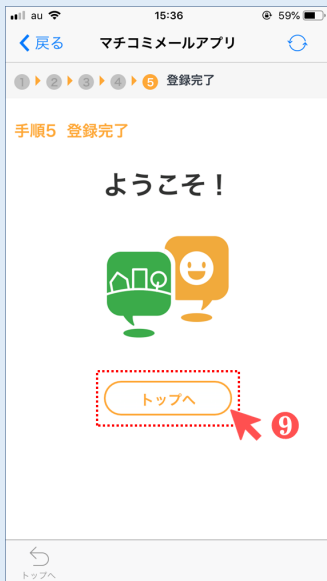 au 15:36 59%
戻る マチコミメールアプリ
1 2 3 4 5 登録完了
手順5 登録完了
ようこそ！
トップへ
9
トップへ